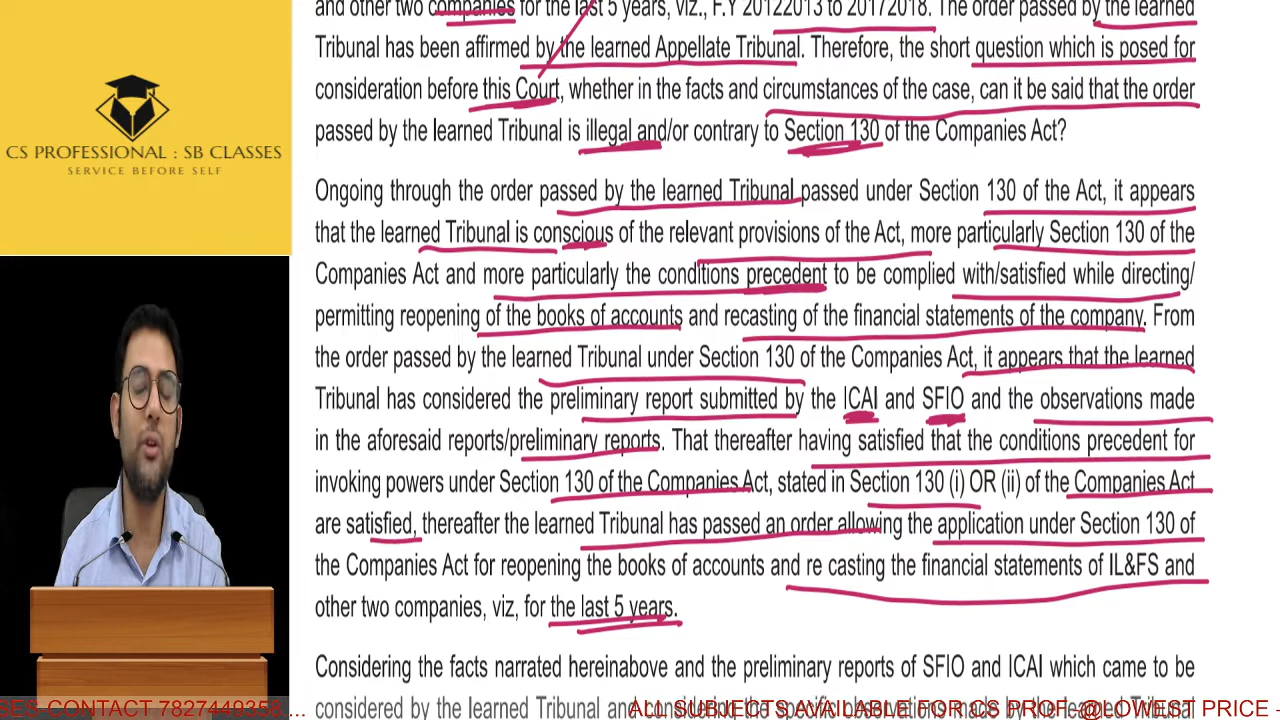 CS PROFESSIONAL : SB CLASSES
SERVICE BEFORE SELF
and other two companies for the last 5 years, viz., F.Y 20122013 to 20172018. The order passed by the learned
Tribunal has been affirmed by the learned Appellate Tribunal. Therefore, the short question which is posed for
consideration before this Court, whether in the facts and circumstances of the case, can it be said that the order
passed by the learned Tribunal is illegal and/or contrary to Section 130 of the Companies Act?
Ongoing through the order passed by the learned Tribunal passed under Section 130 of the Act, it appears
that the learned Tribunal is conscious of the relevant provisions of the Act, more particularly Section 130 of the
Companies Act and more particularly the conditions precedent to be complied with/satisfied while directing/
permitting reopening of the books of accounts and recasting of the financial statements of the company. From
the order passed by the learned Tribunal under Section 130 of the Companies Act, it appears that the learned
Tribunal has considered the preliminary report submitted by the ICAI and SFIO and the observations made
in the aforesaid reports/preliminary reports. That thereafter having satisfied that the conditions precedent for
invoking powers under Section 130 of the Companies Act, stated in Section 130 (i) OR (ii) of the Companies Act
are satisfied, thereafter the learned Tribunal has passed an order allowing the application under Section 130 of
the Companies Act for reopening the books of accounts and re casting the financial statements of IL&FS and
other two companies, viz, for the last 5 years.
Considering the facts narrated hereinabove and the preliminary reports of SFIO and ICAI which came to be
considered by the learned Tribunal and considering the specific observations made by the learned Tribunal
SES CONTACT 7827449358 ... ALL SUBJECTS AVAILABLE FOR CS PROF-@LOWEST PRICE -